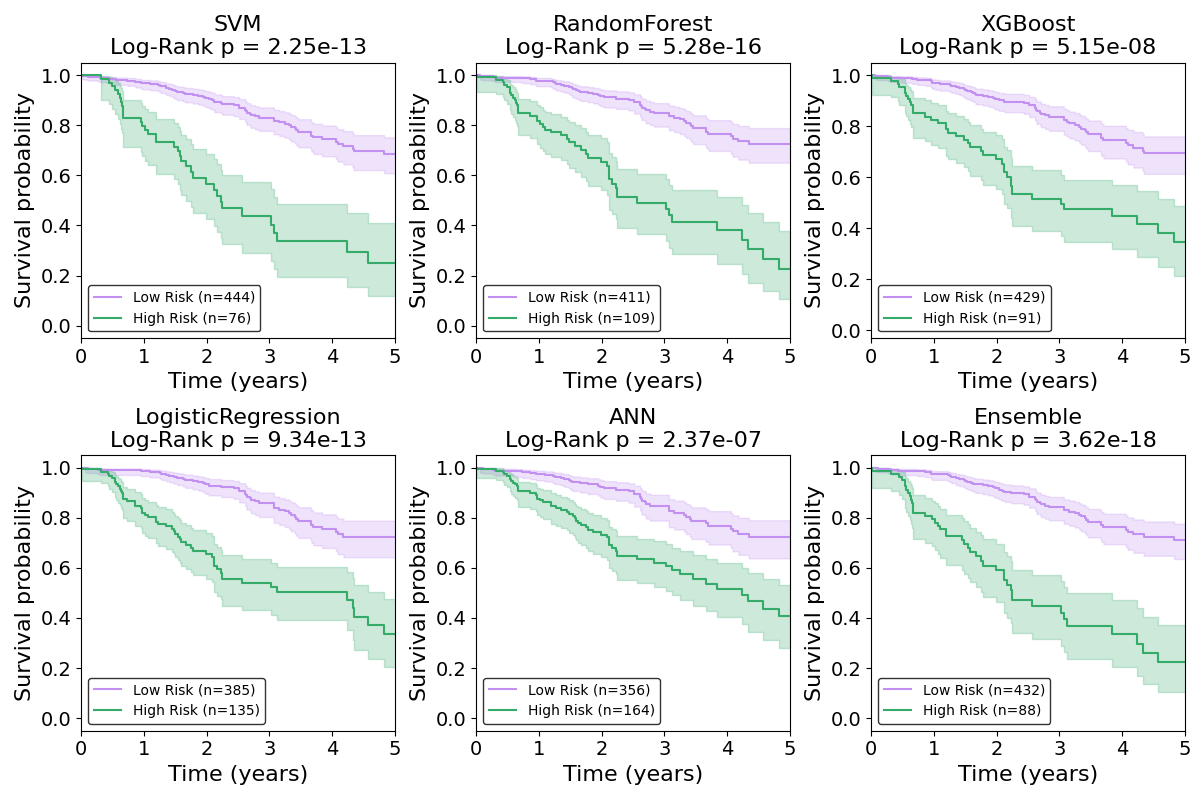 SVM
Log-Rank p = 2.25e-13
Survival probability
1.0
0.8
0.6
0.4
0.2
0.0
Low Risk (n=444)
High Risk (n=76)
0 1 2 3 4 5
Time (years)
RandomForest
Log-Rank p = 5.28e-16
Survival probability
1.0
0.8
0.6
0.4
0.2
0.0
Low Risk (n=411)
High Risk (n=109)
0 1 2 3 4 5
Time (years)
XGBoost
Log-Rank p = 5.15e-08
Survival probability
1.0
0.8
0.6
0.4
0.2
0.0
Low Risk (n=429)
High Risk (n=91)
0 1 2 3 4 5
Time (years)
LogisticRegression
Log-Rank p = 9.34e-13
Survival probability
1.0
0.8
0.6
0.4
0.2
0.0
Low Risk (n=385)
High Risk (n=135)
0 1 2 3 4 5
Time (years)
ANN
Log-Rank p = 2.37e-07
Survival probability
1.0
0.8
0.6
0.4
0.2
0.0
Low Risk (n=356)
High Risk (n=164)
0 1 2 3 4 5
Time (years)
Ensemble
Log-Rank p = 3.62e-18
Survival probability
1.0
0.8
0.6
0.4
0.2
0.0
Low Risk (n=432)
High Risk (n=88)
0 1 2 3 4 5
Time (years)